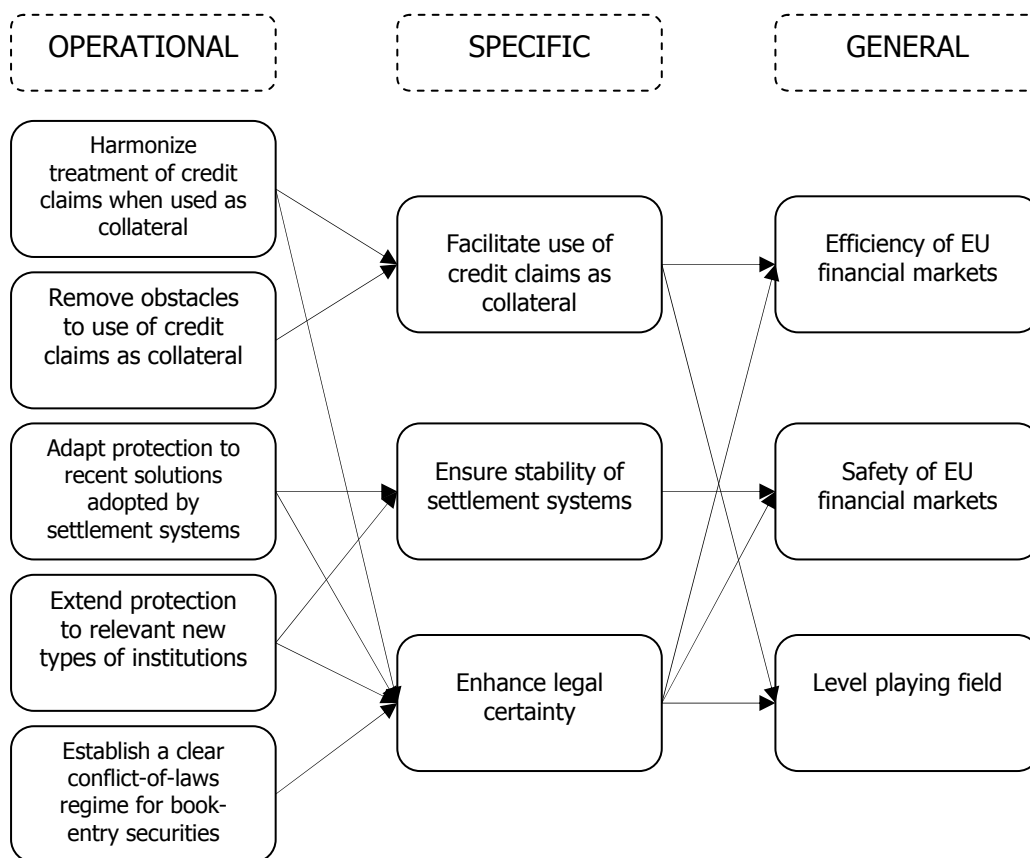 OPERATIONAL
SPECIFIC
GENERAL
Harmonize
treatment of credit
claims when used as
collateral
Remove obstacles
to use of credit
claims as collateral
Adapt protection to
recent solutions
adopted by
settlement systems
Extend protection
to relevant new
types of institutions
Establish a clear
conflict-of-laws
regime for book-
entry securities
Facilitate use of
credit claims as
collateral
Ensure stability of
settlement systems
Enhance legal
certainty
Efficiency of EU
financial markets
Safety of EU
financial markets
Level playing field